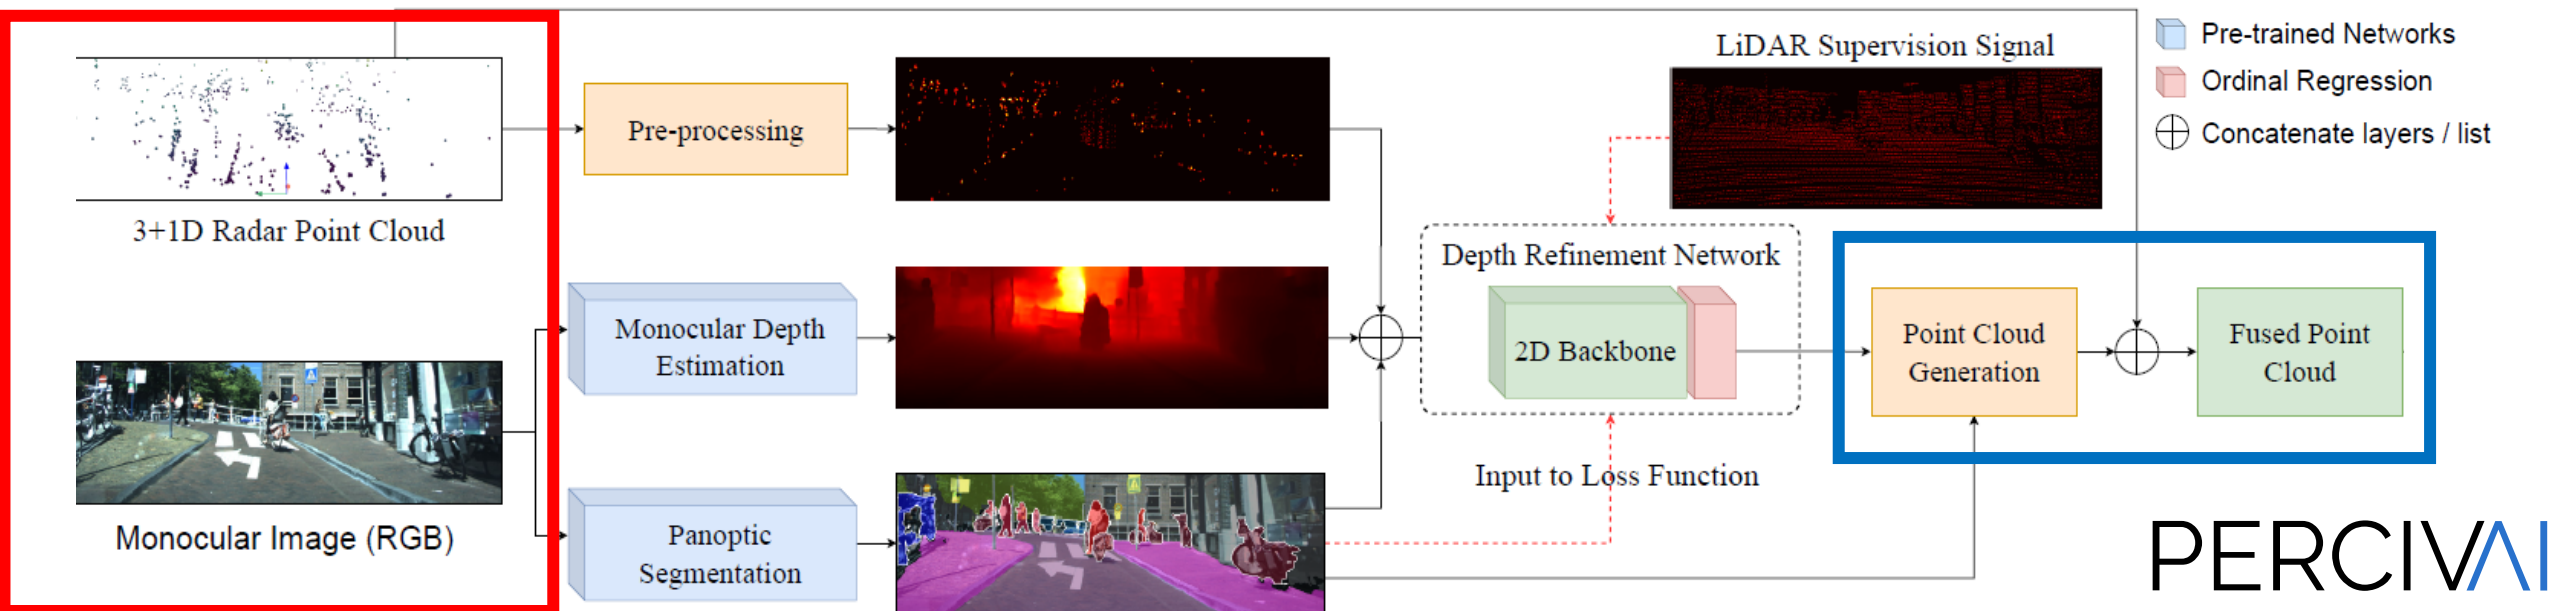 3+1D Radar Point Cloud
Monocular Image (RGB)
Pre-processing
Monocular Depth
Estimation
Panoptic
Segmentation
LiDAR Supervision Signal
Depth Refinement Network
2D Backbone
Input to Loss Function
Point Cloud
Generation
Fused Point
Cloud
Pre-trained Networks
Ordinal Regression
Concatenate layers / list
PERCIVAI